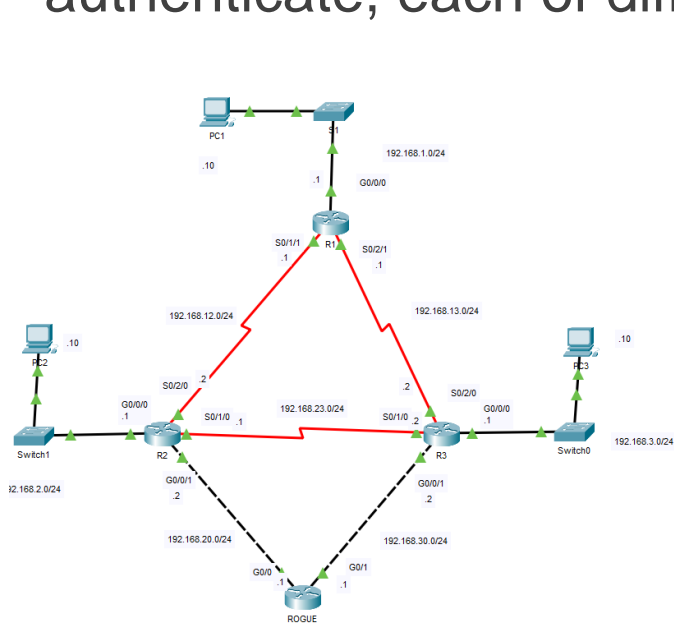 authenticate, each of
PC1
S1
192.168.1.0/24
.10
.1
G0/0/0
R1
S0/1/1
.1
S0/2/1
.1
192.168.12.0/24
192.168.13.0/24
.10
PC2
.10
PC3
S0/2/0
.2
.2
S0/2/0
G0/0/0
.1
S0/1/0
.1
192.168.23.0/24
S0/1/0
.2
G0/0/0
.1
Switch1
R2
R3
Switch0
192.168.3.0/24
92.168.2.0/24
G0/0/1
.2
G0/0/1
.2
192.168.20.0/24
192.168.30.0/24
G0/0
.1
G0/1
.1
ROGUE